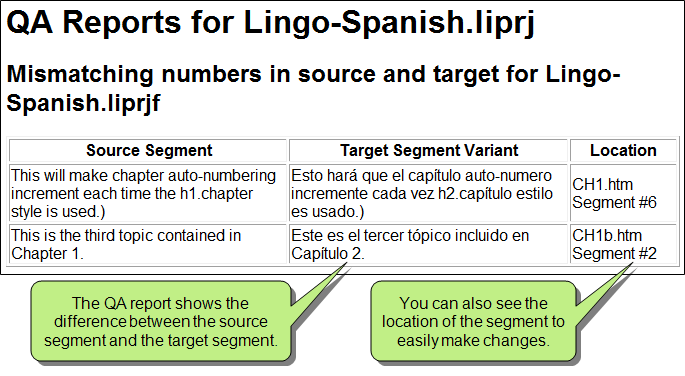 QA Reports for Lingo-Spanish.liprj
Mismatching numbers in source and target for Lingo-
Spanish.liprjf
Source Segment
Target Segment Variant
Location
This will make chapter auto-numbering
increment each time the h1.chapter
style is used.)
Esto hará que el capítulo auto-numero
incremente cada vez h2.capítulo estilo
es usado.)
CH1.htm
Segment #6
This is the third topic contained in
Chapter 1.
Este es el tercer tópico incluido en
Capítulo 2.
CH1b.htm
Segment #2
The QA report shows the
difference between the source
segment and the target segment.
You can also see the
location of the segment to
easily make changes.